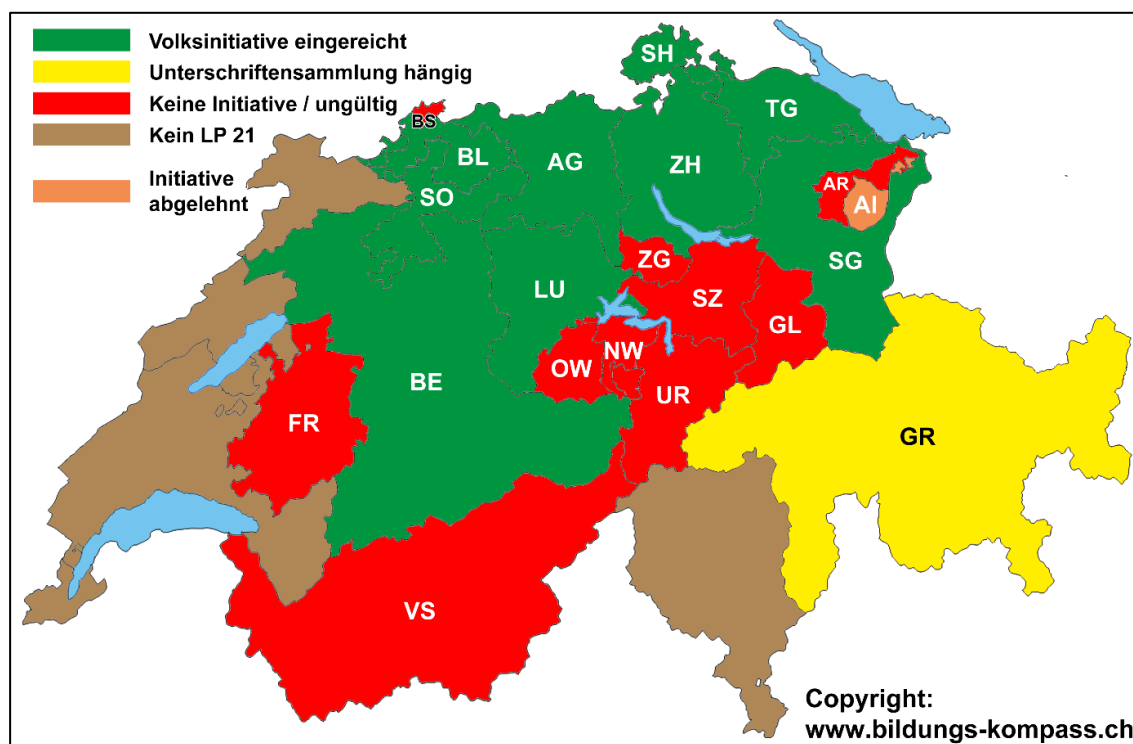 Volksinitiative eingereicht
Unterschriftensammlung hängig
Keine Initiative / ungültig
Kein LP 21
Initiative
abgelehnt
SH
TG
BS
BL
AG
ZH
SO
AR
AI
ZG
SG
LU
SZ
GL
NW
OW
BE
UR
FR
GR
VS
Copyright:
www.bildungs-kompass.ch